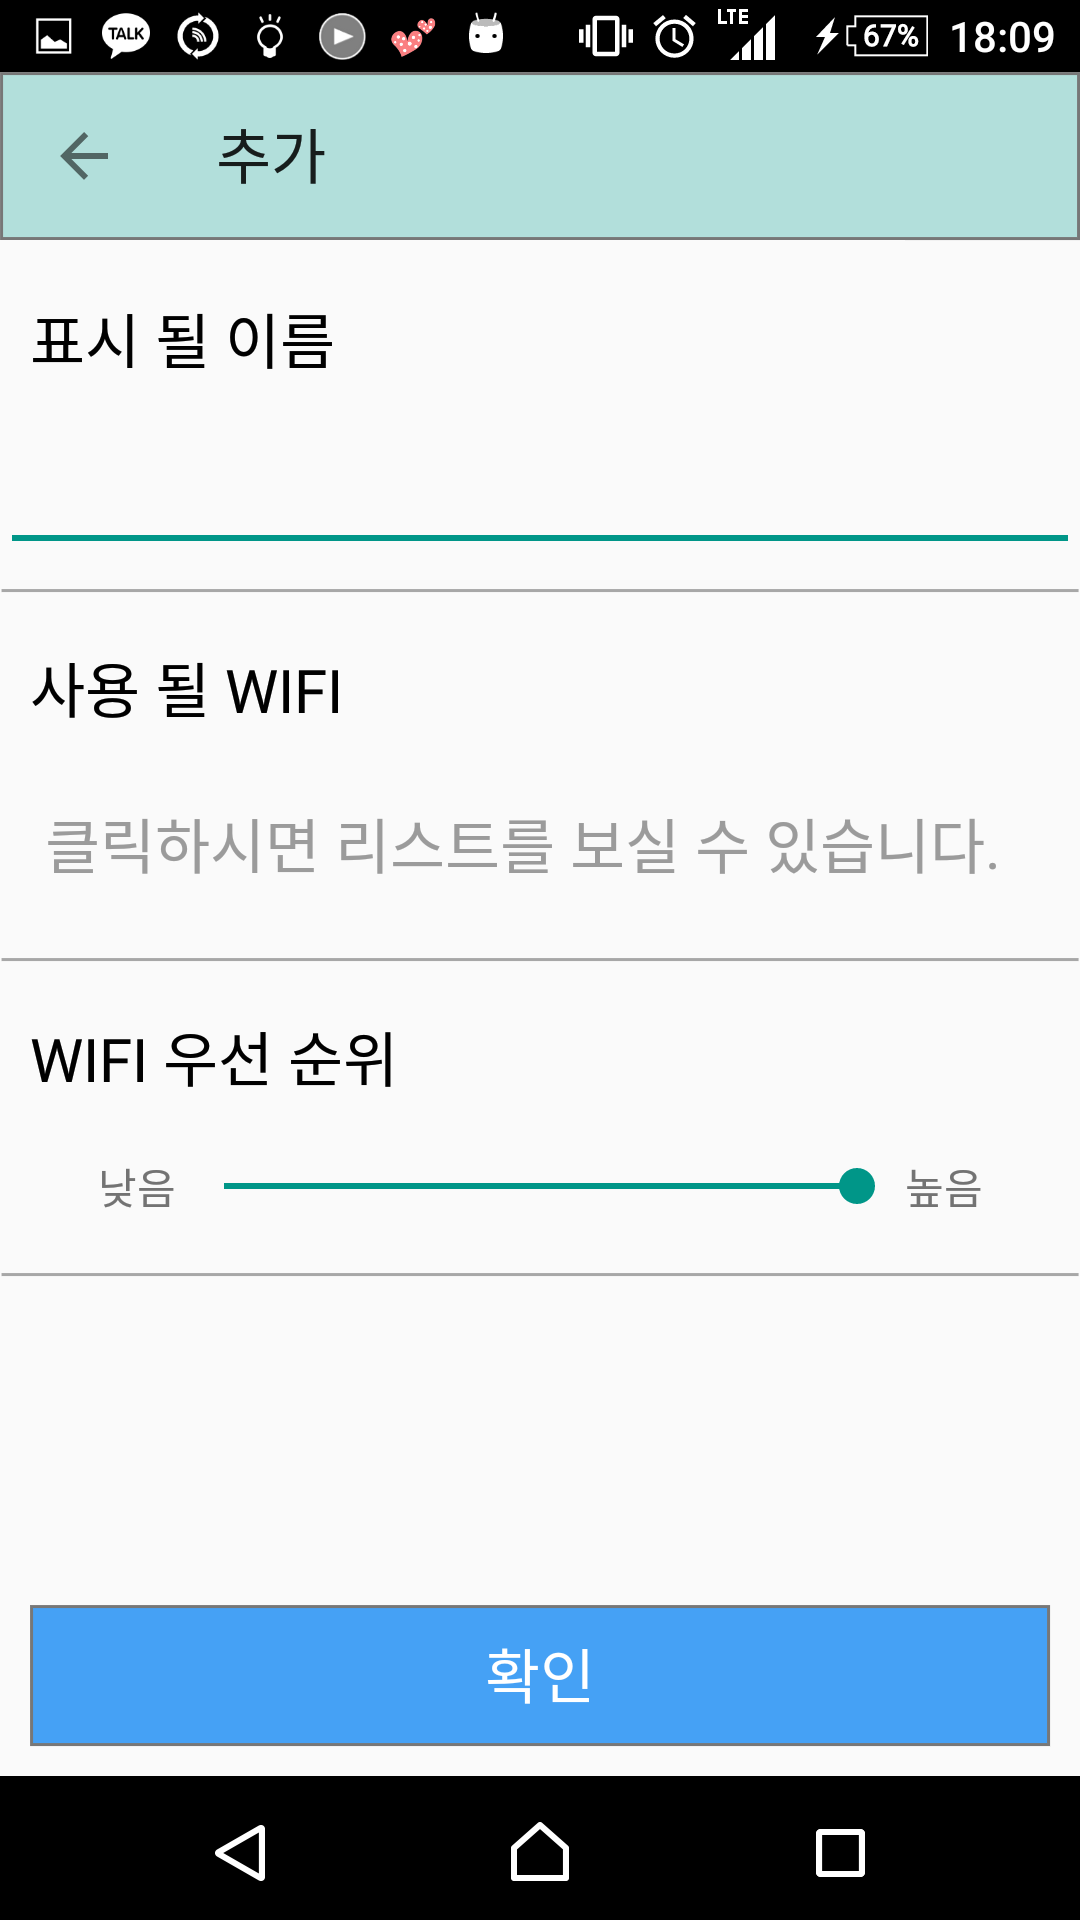 TALK LTE 67% 18:09
추가
표시 될 이름
사용 될 WIFI
클릭하시면 리스트를 보실 수 있습니다.
WIFI 우선 순위
낮음 높음
확인